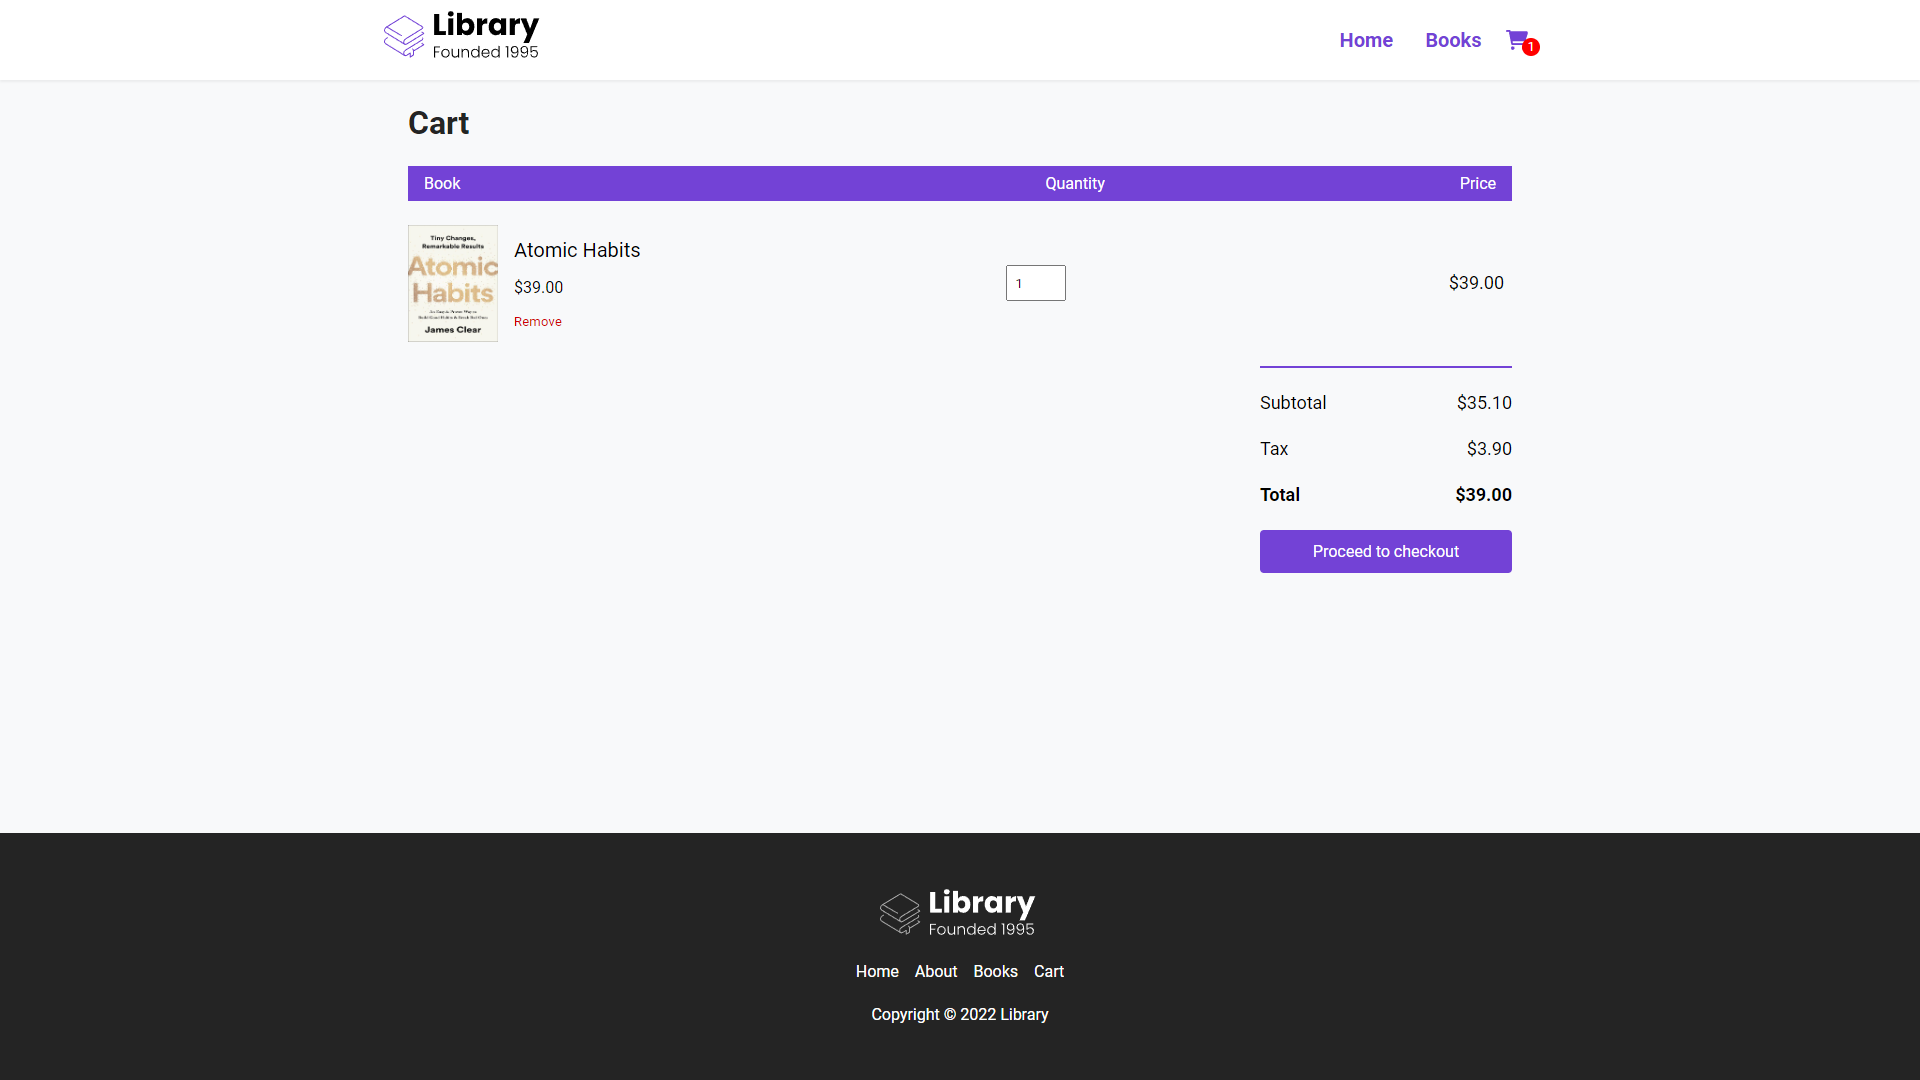 Library
Founded 1995
Home Books 1
Cart
Book Quantity Price
Tiny Changes,
Remarkable Results
Atomic
Habits
James Clear
Atomic Habits
$39.00
Remove
1
$39.00
Subtotal $35.10
Tax $3.90
Total $39.00
Proceed to checkout
Library
Founded 1995
Home About Books Cart
Copyright © 2022 Library